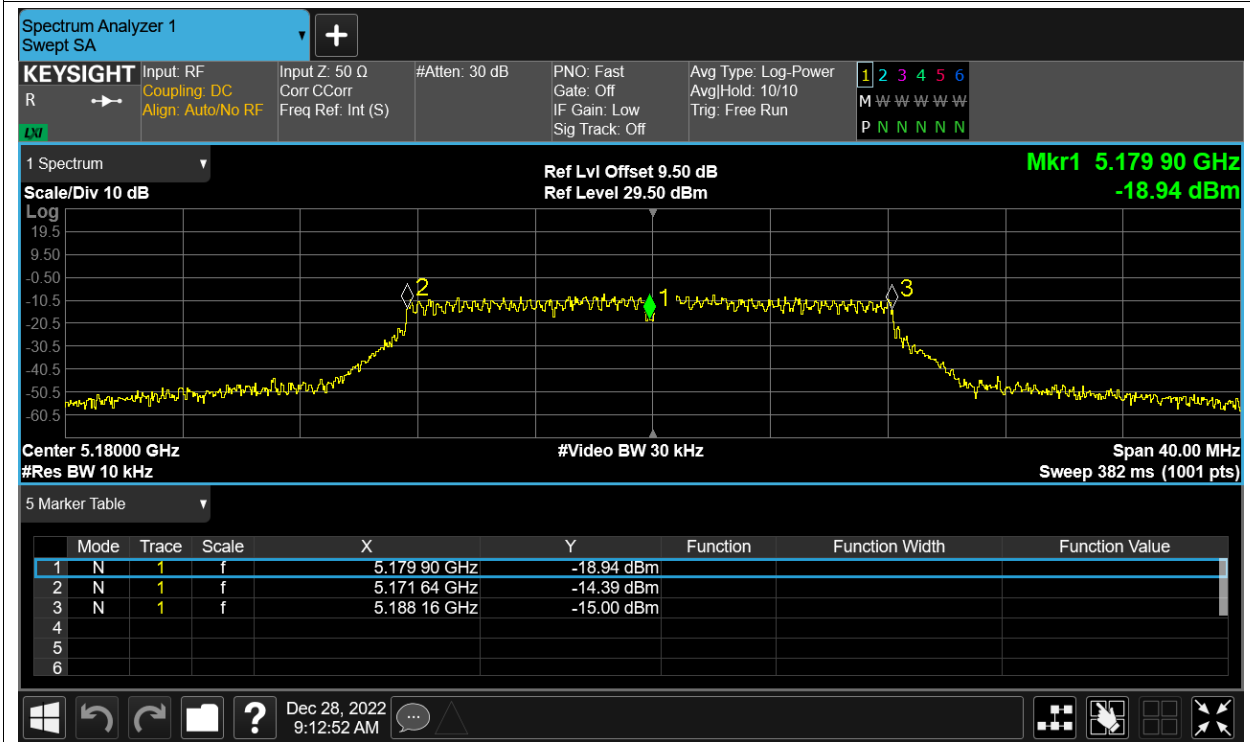 Spectrum Analyzer 1
Swept SA
+
KEYSIGHT
R
LXI
Input: RF
Coupling: DC
Align: Auto/No RF
Input Z: 50 Ω
Corr CCorr
Freq Ref: Int (S)
#Atten: 30 dB
PNO: Fast
Gate: Off
IF Gain: Low
Sig Track: Off
Avg Type: Log-Power
Avg|Hold: 10/10
Trig: Free Run
1 2 3 4 5 6
M W W W W W
P N N N N N
1 Spectrum
Scale/Div 10 dB
Ref Lvl Offset 9.50 dB
Ref Level 29.50 dBm
Mkr1 5.179 90 GHz
-18.94 dBm
Log
19.5
9.50
-0.50
-10.5
-20.5
-30.5
-40.5
-50.5
-60.5
2
1
3
Center 5.18000 GHz
#Video BW 30 kHz
Span 40.00 MHz
#Res BW 10 kHz
Sweep 382 ms (1001 pts)
5 Marker Table
Mode Trace Scale X Y Function Function Width Function Value
1 N 1 f 5.179 90 GHz -18.94 dBm
2 N 1 f 5.171 64 GHz -14.39 dBm
3 N 1 f 5.188 16 GHz -15.00 dBm
4
5
6
?
Dec 28, 2022
9:12:52 AM